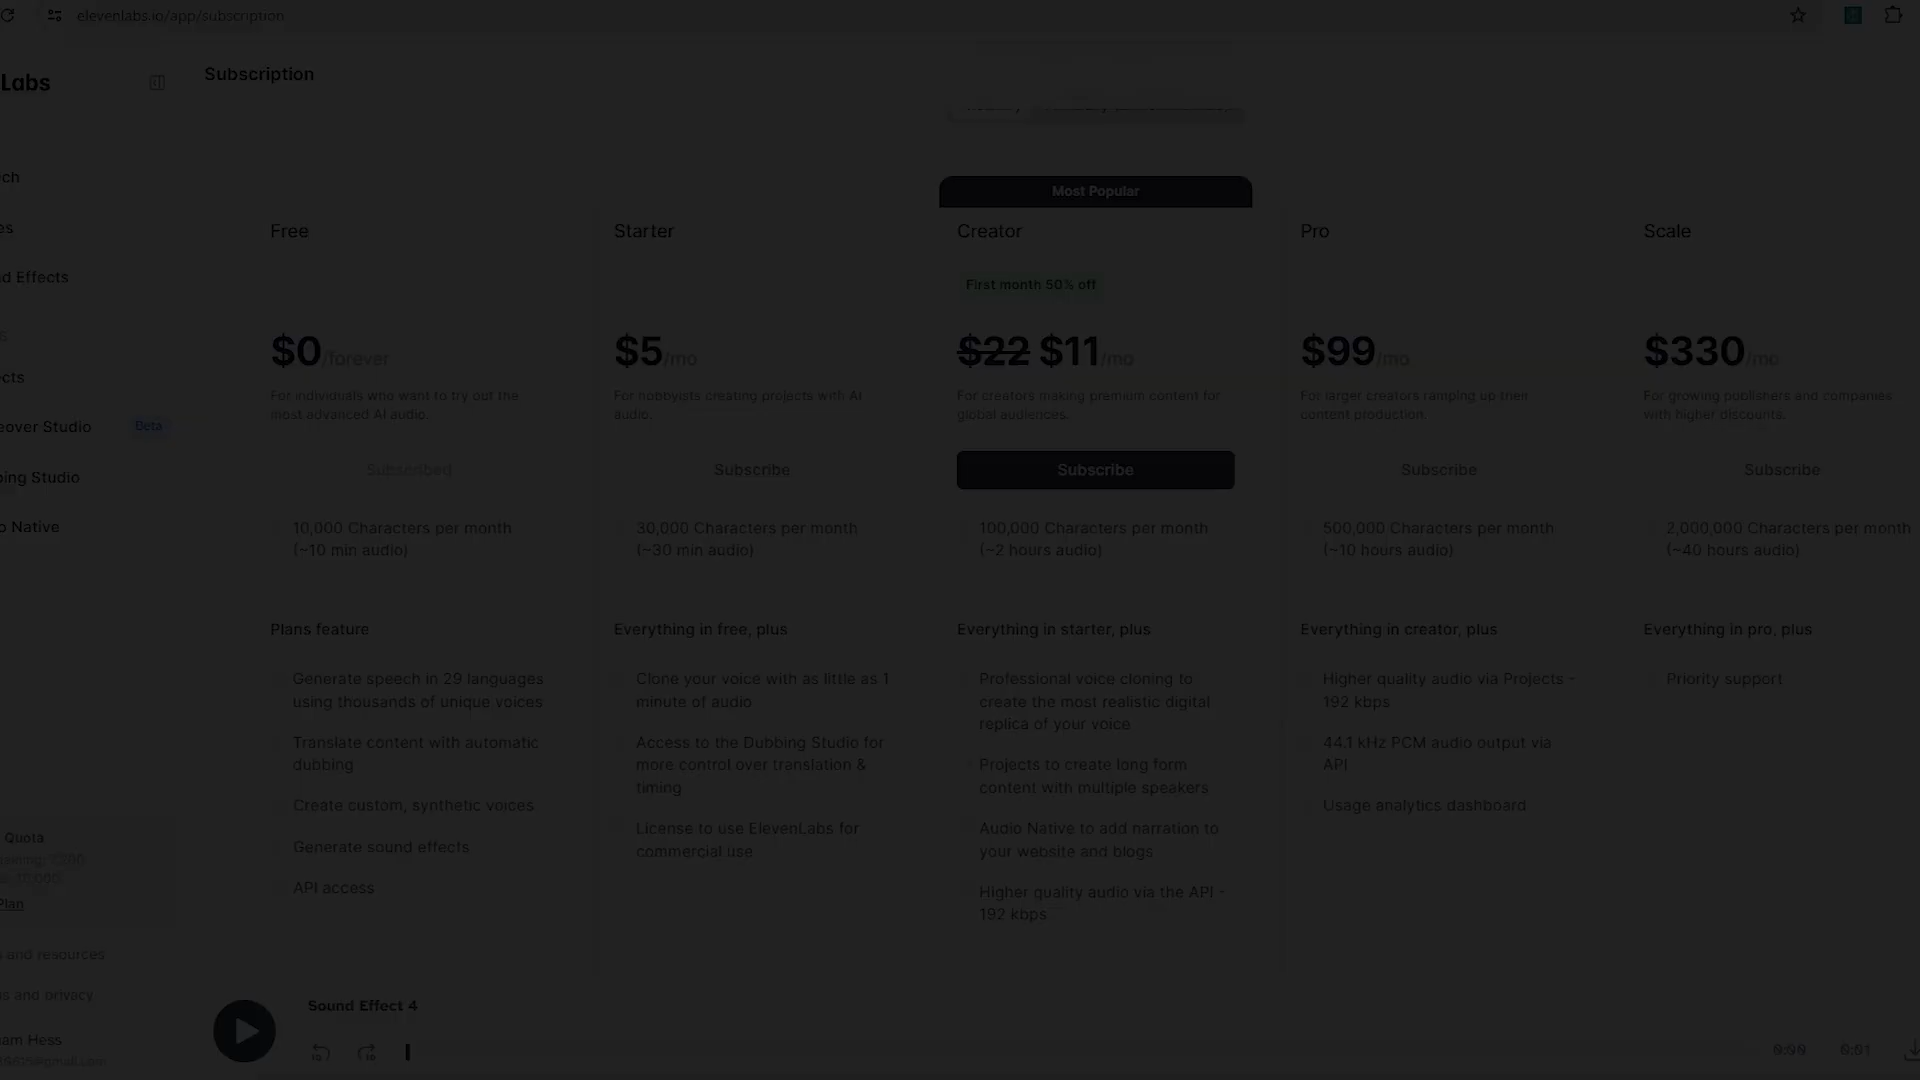 elevenlabs.io/app/subscription
Labs
Subscription
ch
es
d Effects
s
cts
eover Studio
Beta
bing Studio
o Native
Most Popular
Free
Starter
Creator
Pro
Scale
First month 50% off
$0/forever
$5/mo
$22 $11/mo
$99/mo
$330/mo
For individuals who want to try out the
most advanced AI audio.
For hobbyists creating projects with AI
audio.
For creators making premium content for
global audiences.
For larger creators ramping up their
content production.
For growing publishers and companies
with higher discounts.
Subscribed
Subscribe
Subscribe
Subscribe
Subscribe
10,000 Characters per month
(~10 min audio)
30,000 Characters per month
(~30 min audio)
100,000 Characters per month
(~2 hours audio)
500,000 Characters per month
(~10 hours audio)
2,000,000 Characters per month
(~40 hours audio)
Plans feature
Generate speech in 29 languages
using thousands of unique voices
Translate content with automatic
dubbing
Create custom, synthetic voices
Generate sound effects
API access
Everything in free, plus
Clone your voice with as little as 1
minute of audio
Access to the Dubbing Studio for
more control over translation &
timing
License to use ElevenLabs for
commercial use
Everything in starter, plus
Professional voice cloning to
create the most realistic digital
replica of your voice
Projects to create long form
content with multiple speakers
Audio Native to add narration to
your website and blogs
Higher quality audio via the API -
192 kbps
Everything in creator, plus
Higher quality audio via Projects -
192 kbps
44.1 kHz PCM audio output via
API
Usage analytics dashboard
Everything in pro, plus
Priority support
Quota
Plan
and resources
s and privacy
am Hess
Sound Effect 4
0:00
0:01